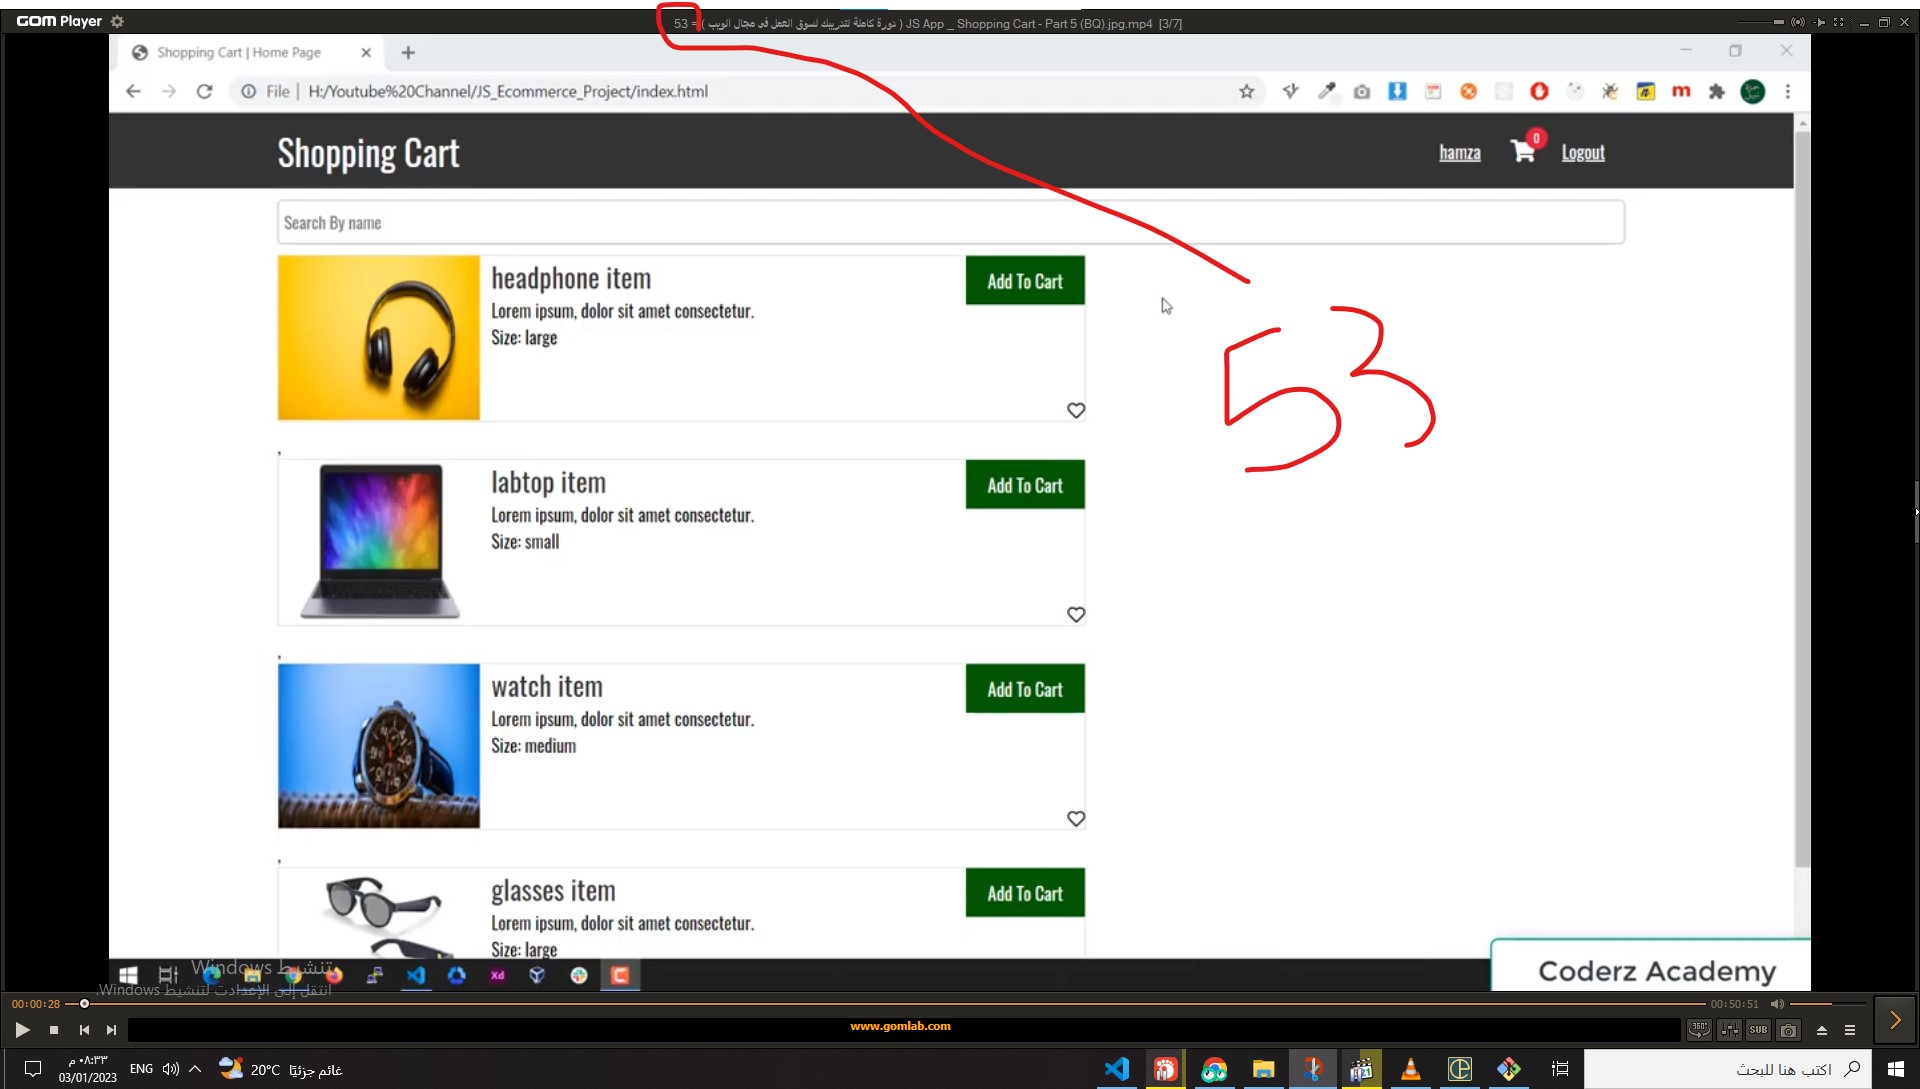 GOM Player
53 = ( دورة كاملة لتدريبك لسوق العمل فى مجال الويب ) JS App _ Shopping Cart - Part 5 (BQ).jpg.mp4 [3/7]
Shopping Cart | Home Page
File | H:/Youtube%20Channel/JS_Ecommerce_Project/index.html
Shopping Cart
hamza
0
Logout
Search By name
headphone item
Add To Cart
Lorem ipsum, dolor sit amet consectetur.
Size: large
53
,
labtop item
Add To Cart
Lorem ipsum, dolor sit amet consectetur.
Size: small
,
watch item
Add To Cart
Lorem ipsum, dolor sit amet consectetur.
Size: medium
,
glasses item
Add To Cart
Lorem ipsum, dolor sit amet consectetur.
Size: large
تنشيط Windows
انتقل إلى الإعدادات لتنشيط Windows.
Xd
Coderz Academy
00:00:28
00:50:51
www.gomlab.com
360°
SUB
٠٨:٣٣ م
03/01/2023
ENG
20°C غائم جزئيًا
اكتب هنا للبحث